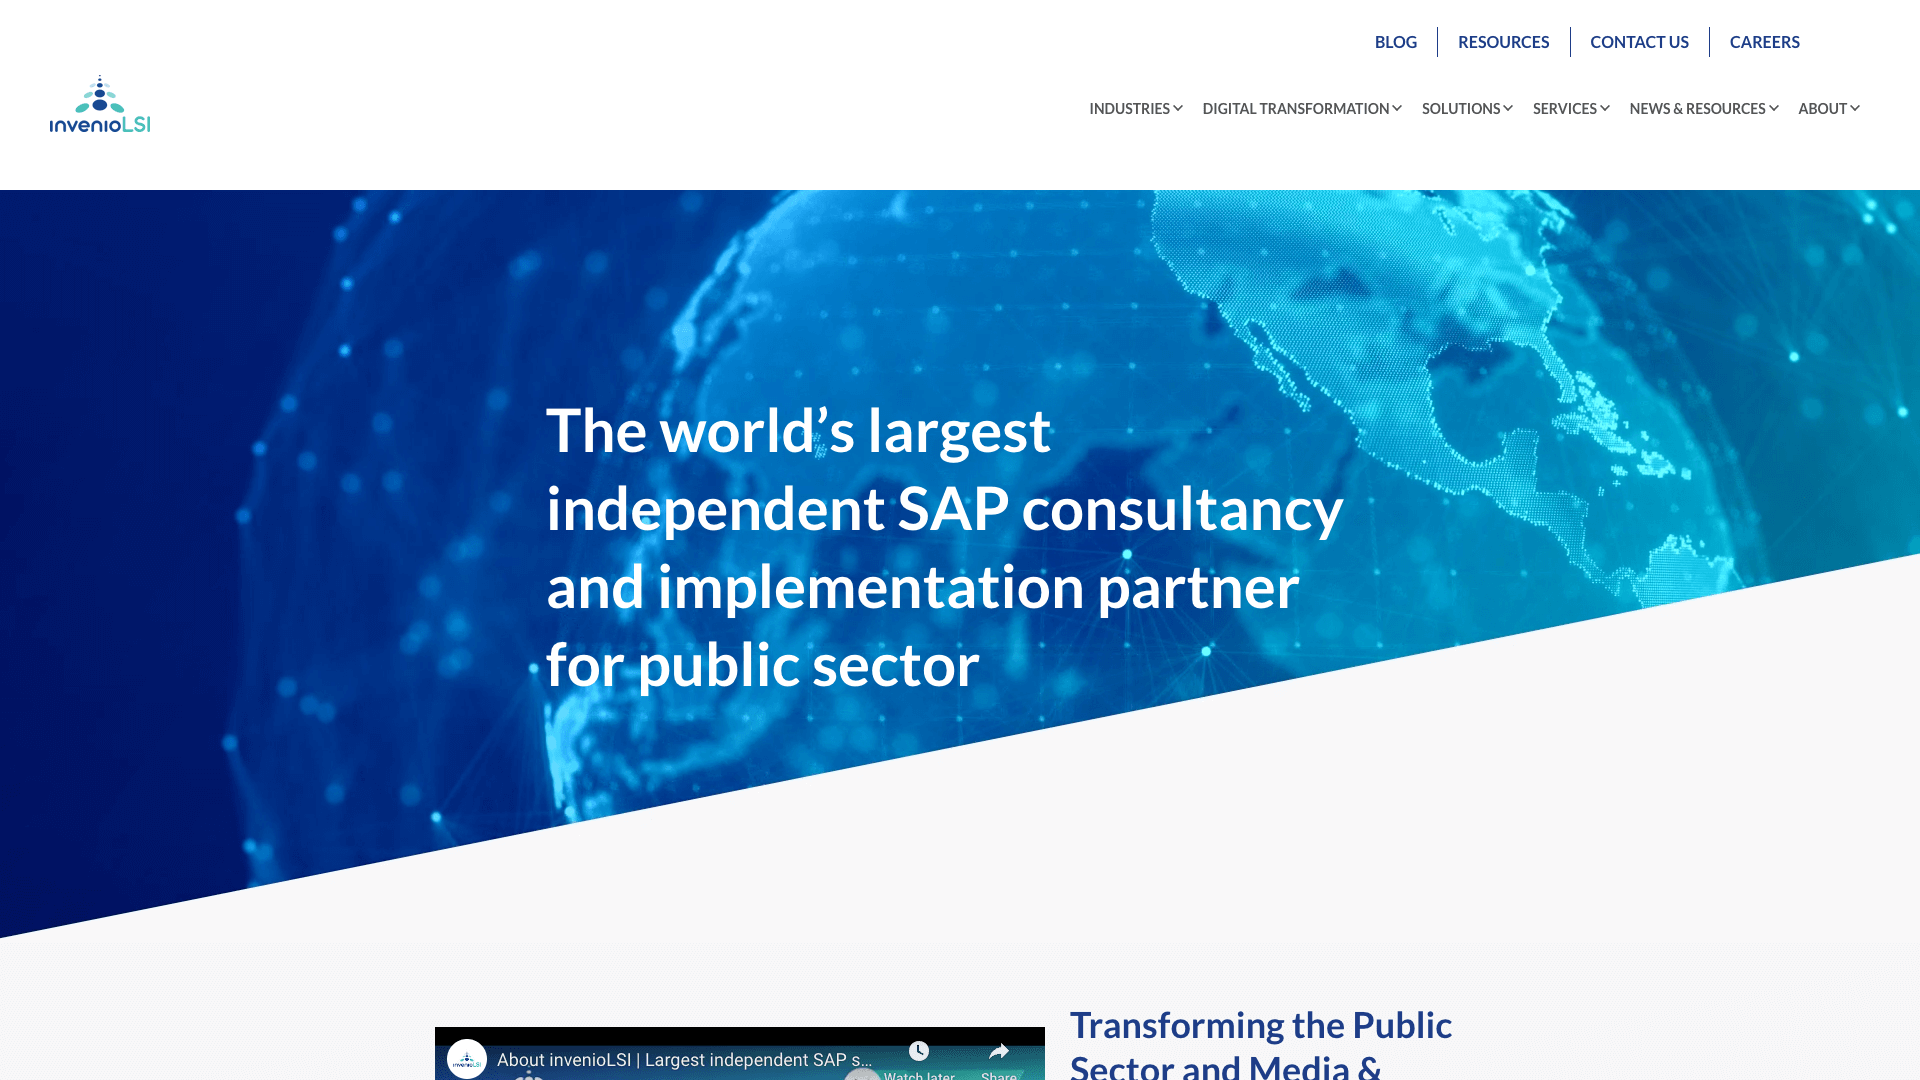 BLOG
RESOURCES
CONTACT US
CAREERS
invenioLSI
INDUSTRIES
DIGITAL TRANSFORMATION
SOLUTIONS
SERVICES
NEWS & RESOURCES
ABOUT
The world’s largest
independent SAP consultancy
and implementation partner
for public sector
Transforming the Public
Sector and Media &
invenioLSI
About invenioLSI | Largest independent SAP s...
Watch later
Share